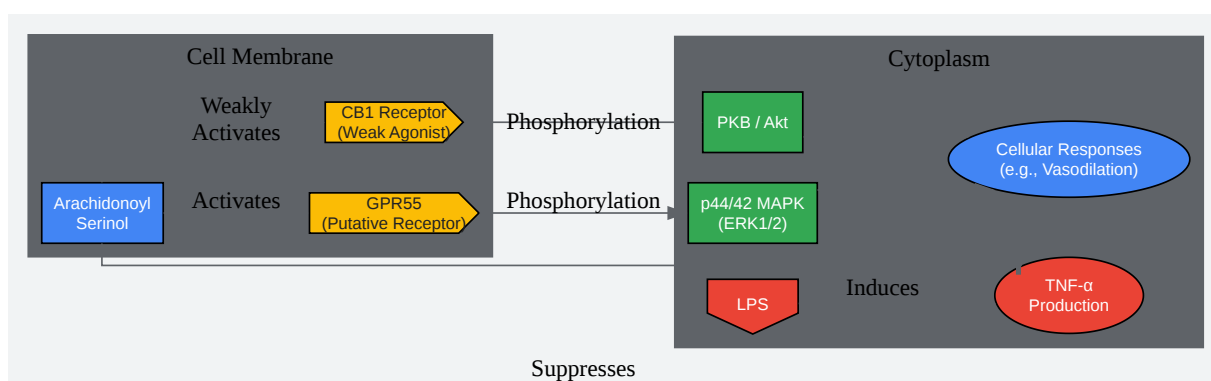 Cell Membrane
Cytoplasm
Weakly
Activates
CB1 Receptor
(Weak Agonist)
Phosphorylation
PKB / Akt
Cellular Responses
(e.g., Vasodilation)
Arachidonoyl
Serinol
Activates
GPR55
(Putative Receptor)
Phosphorylation
p44/42 MAPK
(ERK1/2)
LPS
Induces
TNF-α
Production
Suppresses